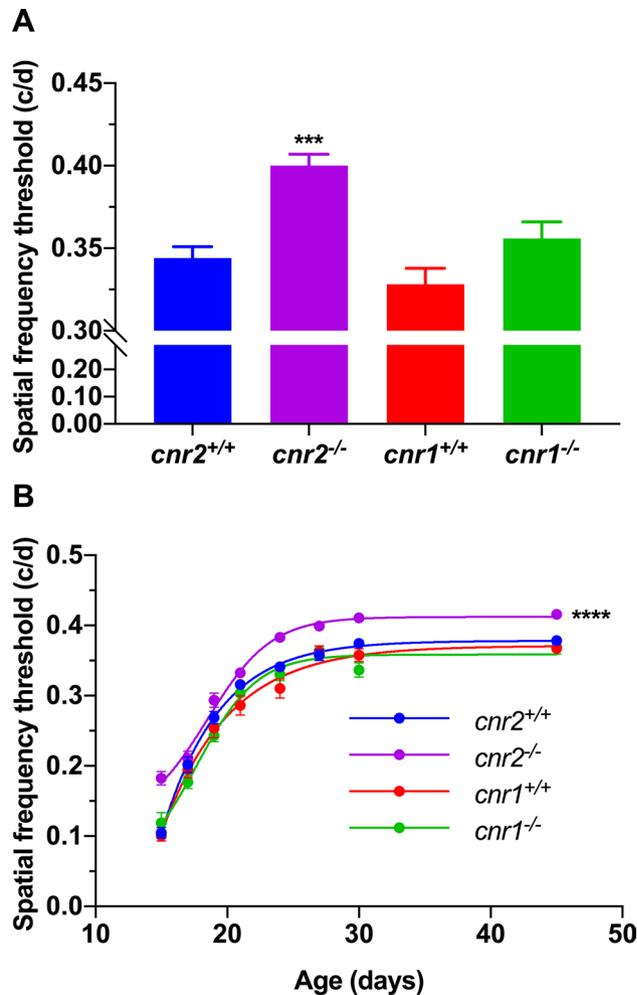 A
Spatial frequency threshold (c/d)
0.45
0.40
0.35
0.30
0.20
0.10
0.00
***
cnr2+/+ cnr2-/- cnr1+/+ cnr1-/-
B
Spatial frequency threshold (c/d)
0.5
0.4
0.3
0.2
0.1
0.0
****
cnr2+/+
cnr2-/-
cnr1+/+
cnr1-/-
10 20 30 40 50
Age (days)